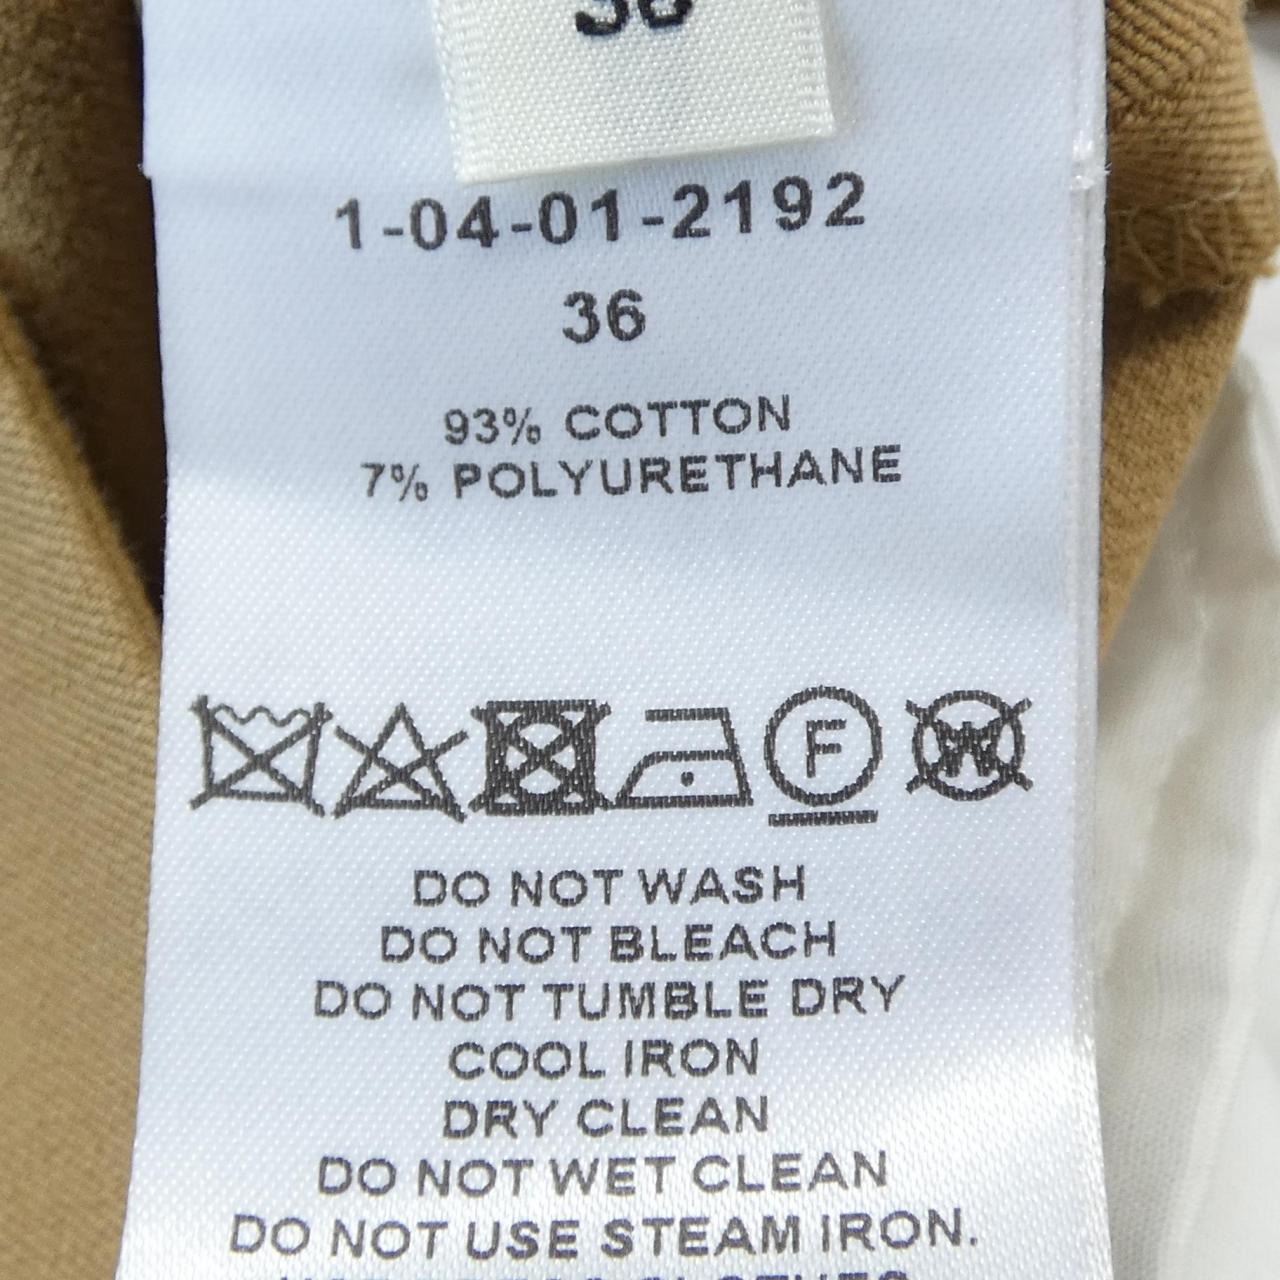 36
1-04-01-2192
36
93% COTTON
7% POLYURETHANE
F W
DO NOT WASH
DO NOT BLEACH
DO NOT TUMBLE DRY
COOL IRON
DRY CLEAN
DO NOT WET CLEAN
DO NOT USE STEAM IRON.